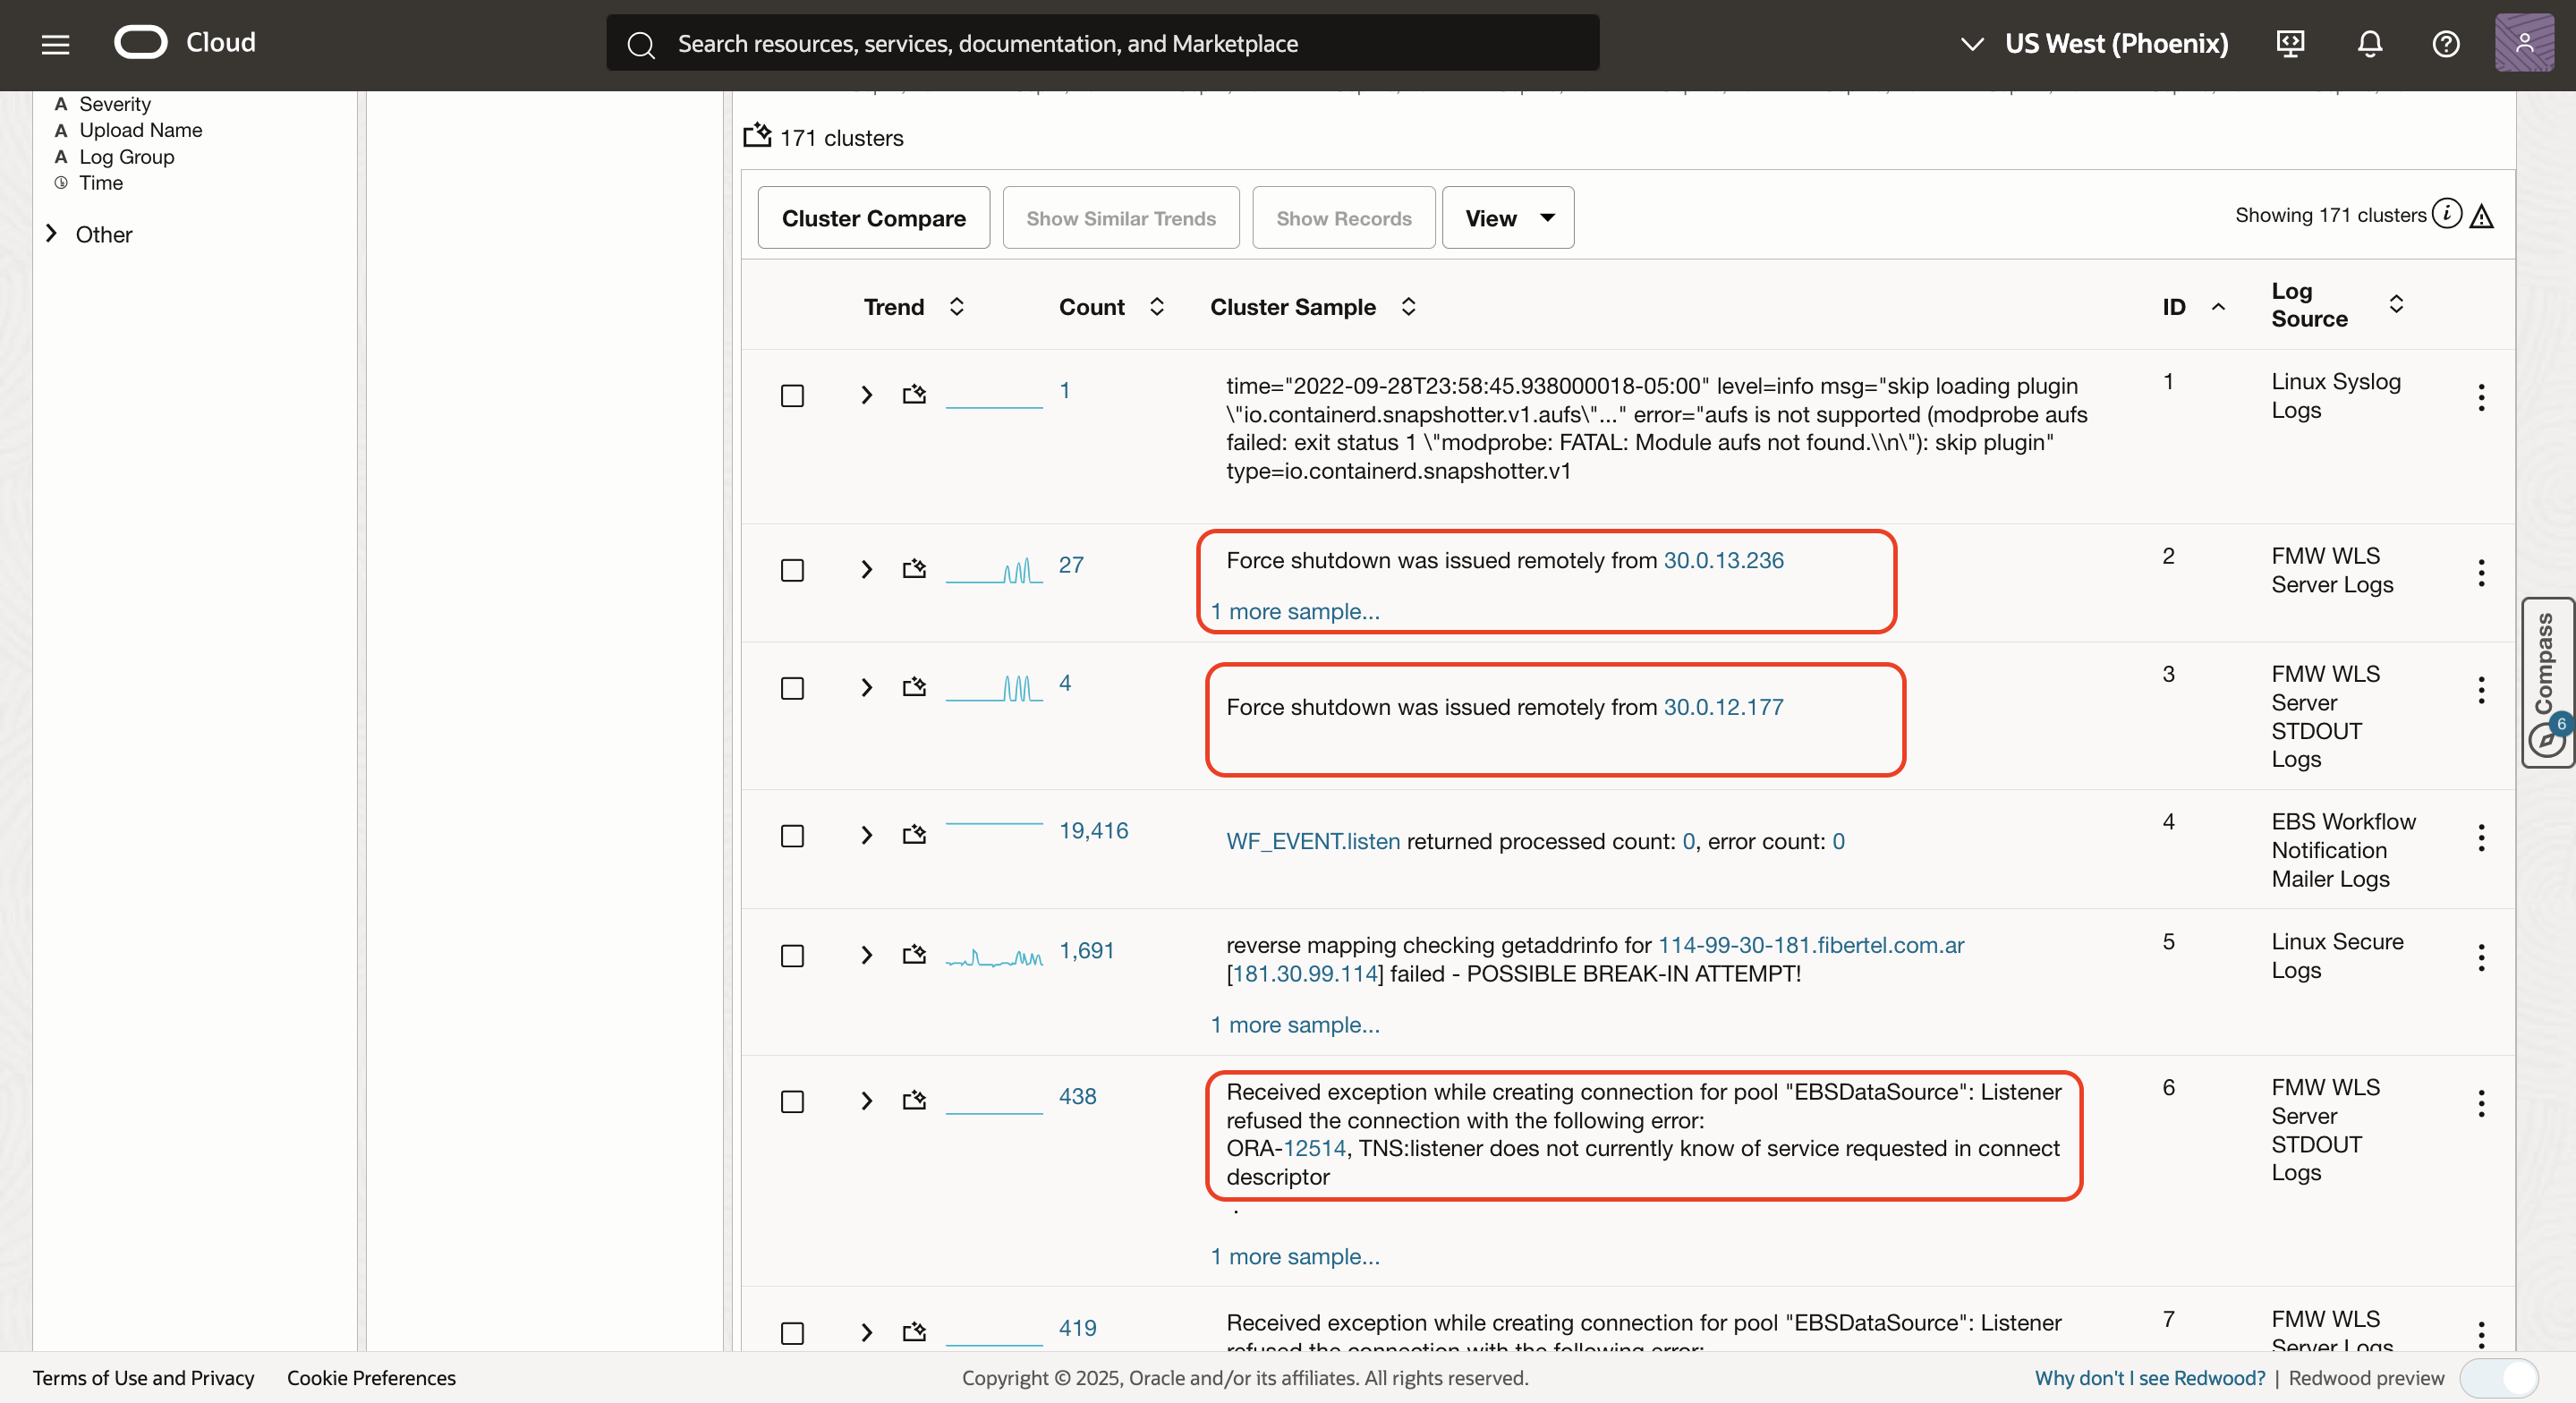 Cloud
Search resources, services, documentation, and Marketplace
US West (Phoenix)
A Severity
A Upload Name
A Log Group
Time
Other
171 clusters
Cluster Compare
Show Similar Trends
Show Records
View
Showing 171 clusters
Trend
Count
Cluster Sample
ID
Log
Source
1
time="2022-09-28T23:58:45.938000018-05:00" level=info msg="skip loading plugin
\"io.containerd.snapshotter.v1.aufs\"..." error="aufs is not supported (modprobe aufs
failed: exit status 1 \"modprobe: FATAL: Module aufs not found.\\n\"): skip plugin"
type=io.containerd.snapshotter.v1
1
Linux Syslog
Logs
27
Force shutdown was issued remotely from 30.0.13.236
1 more sample...
2
FMW WLS
Server Logs
4
Force shutdown was issued remotely from 30.0.12.177
3
FMW WLS
Server
STDOUT
Logs
19,416
WF_EVENT.listen returned processed count: 0, error count: 0
4
EBS Workflow
Notification
Mailer Logs
1,691
reverse mapping checking getaddrinfo for 114-99-30-181.fibertel.com.ar
[181.30.99.114] failed - POSSIBLE BREAK-IN ATTEMPT!
1 more sample...
5
Linux Secure
Logs
438
Received exception while creating connection for pool "EBSDataSource": Listener
refused the connection with the following error:
ORA-12514, TNS:listener does not currently know of service requested in connect
descriptor
.
1 more sample...
6
FMW WLS
Server
STDOUT
Logs
419
Received exception while creating connection for pool "EBSDataSource": Listener
refused the connection with the following error:
7
FMW WLS
Server Logs
Compass
6
Terms of Use and Privacy
Cookie Preferences
Copyright © 2025, Oracle and/or its affiliates. All rights reserved.
Why don't I see Redwood? | Redwood preview